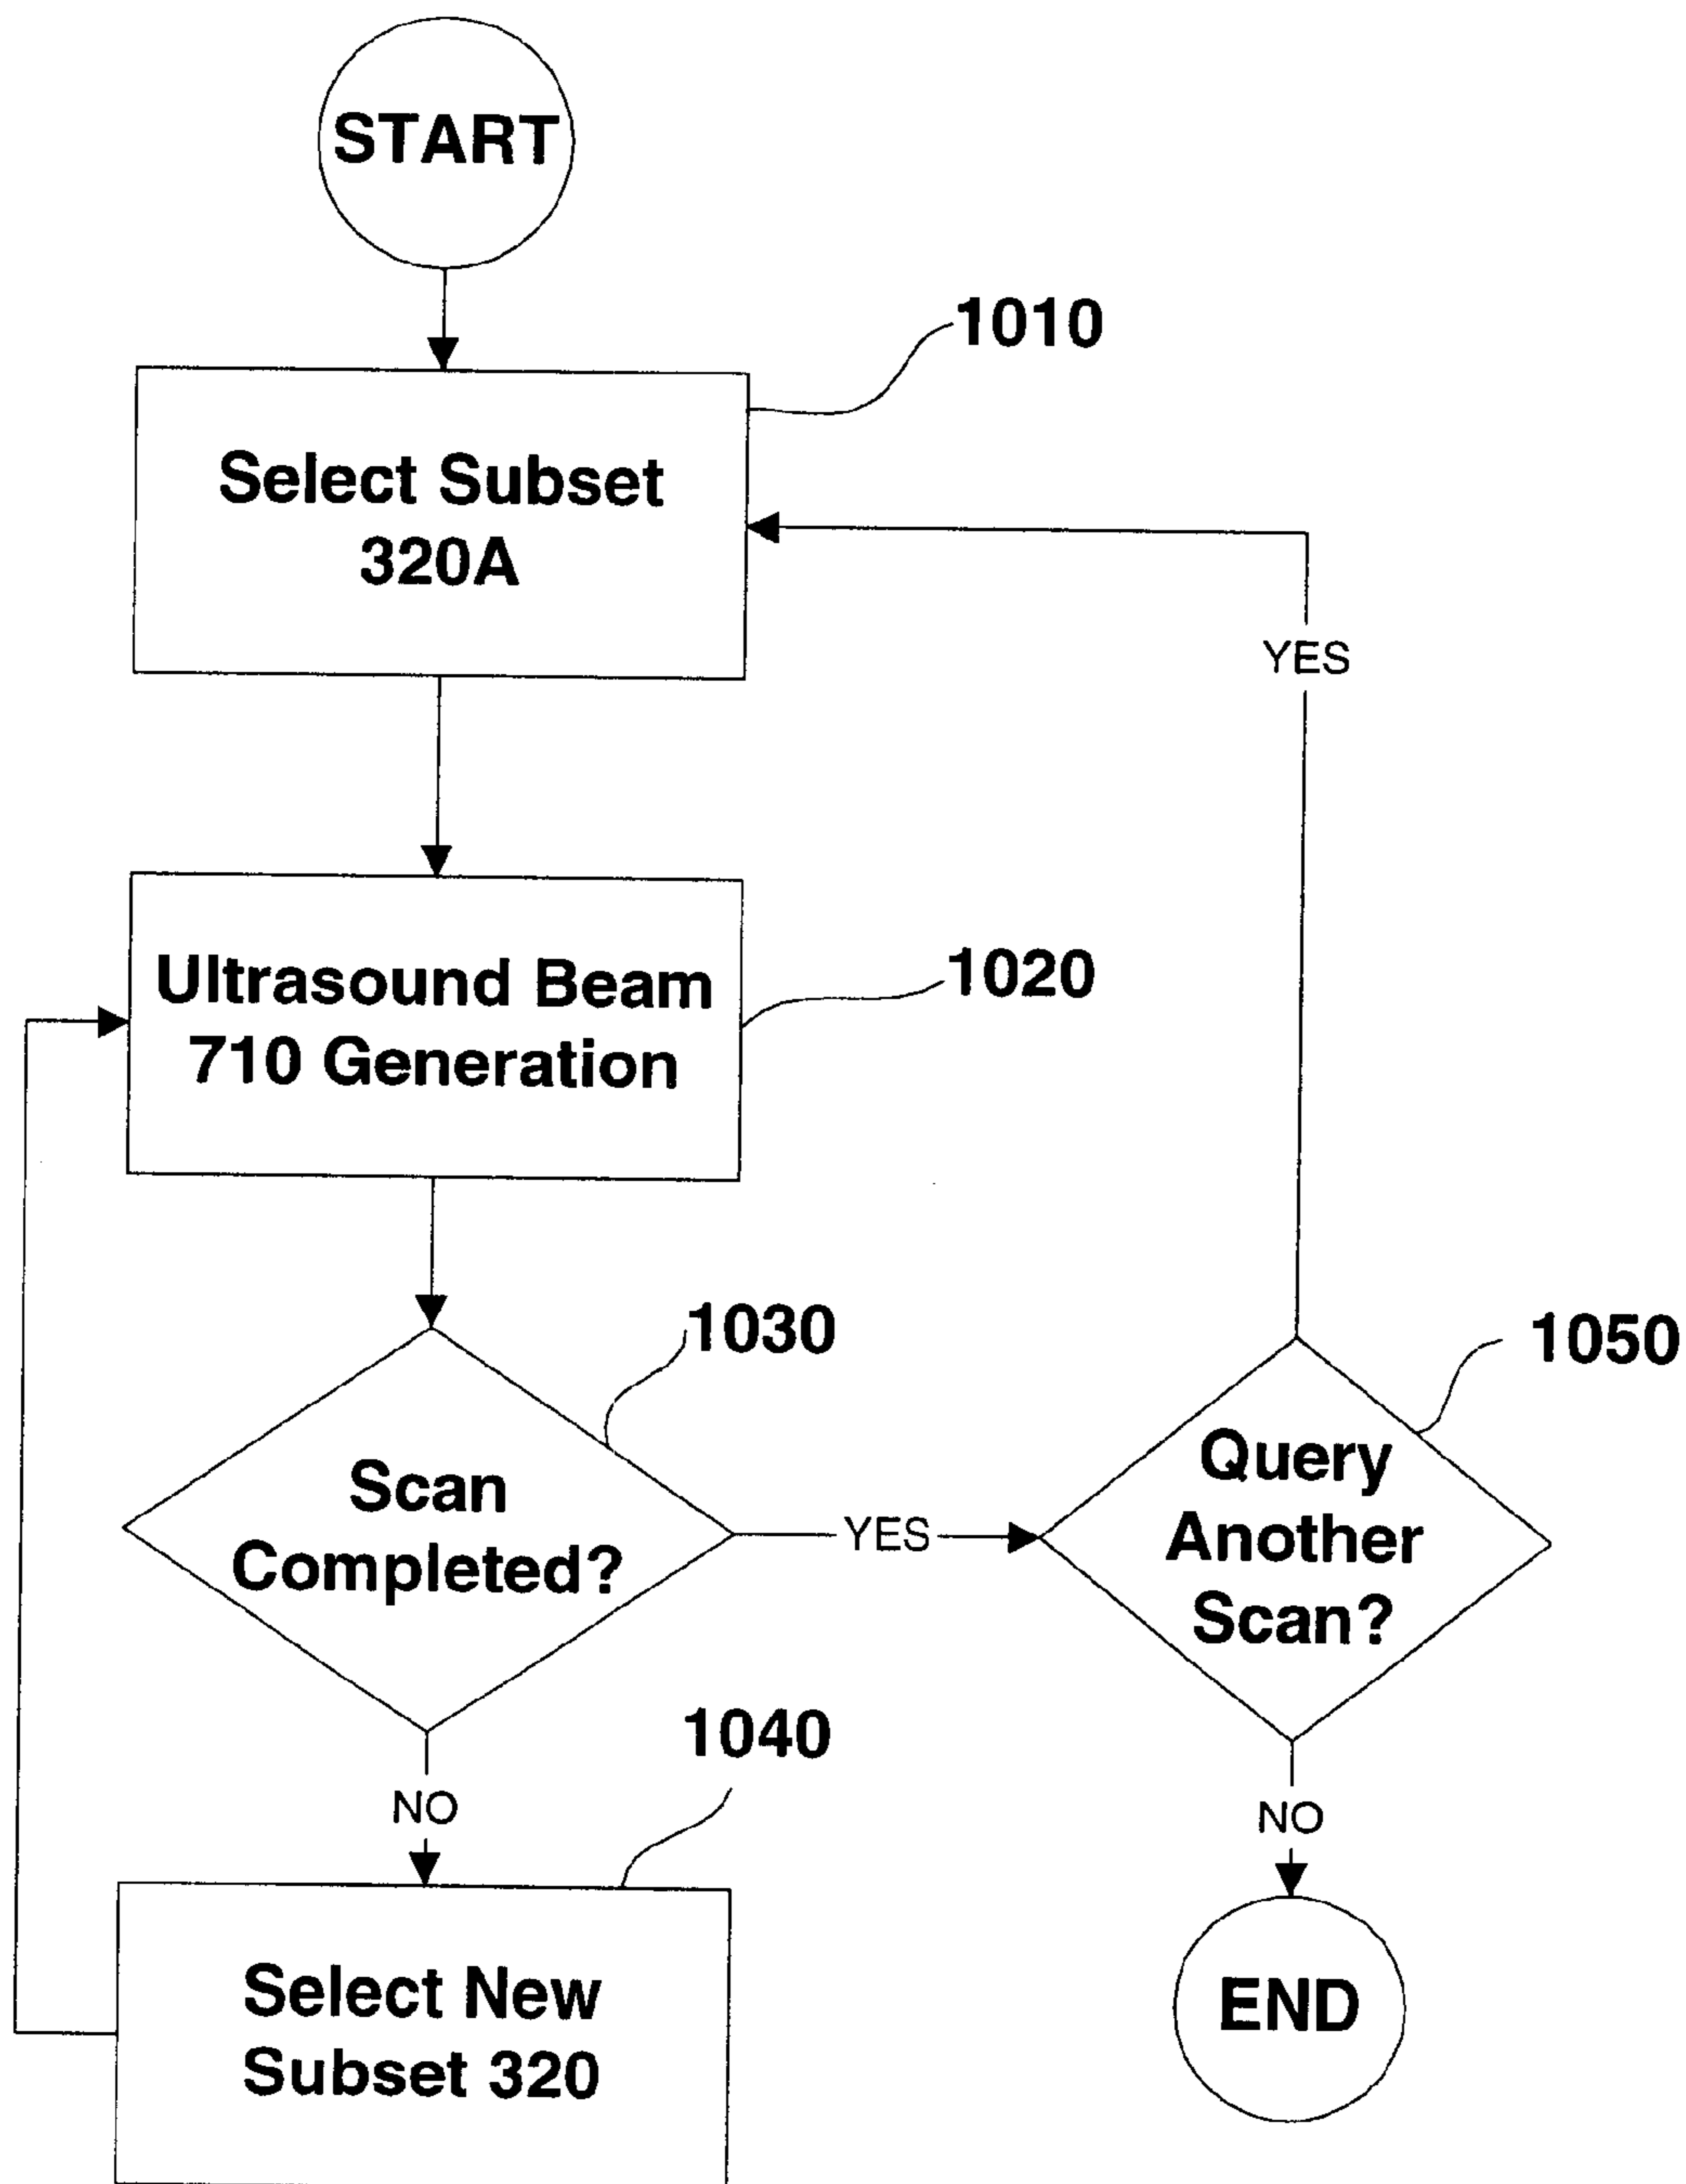 START
1010
Select Subset
320A
YES
1020
Ultrasound Beam
710 Generation
1030
1050
Scan
Completed?
YES
Query
Another
Scan?
1040
NO
NO
Select New
Subset 320
END